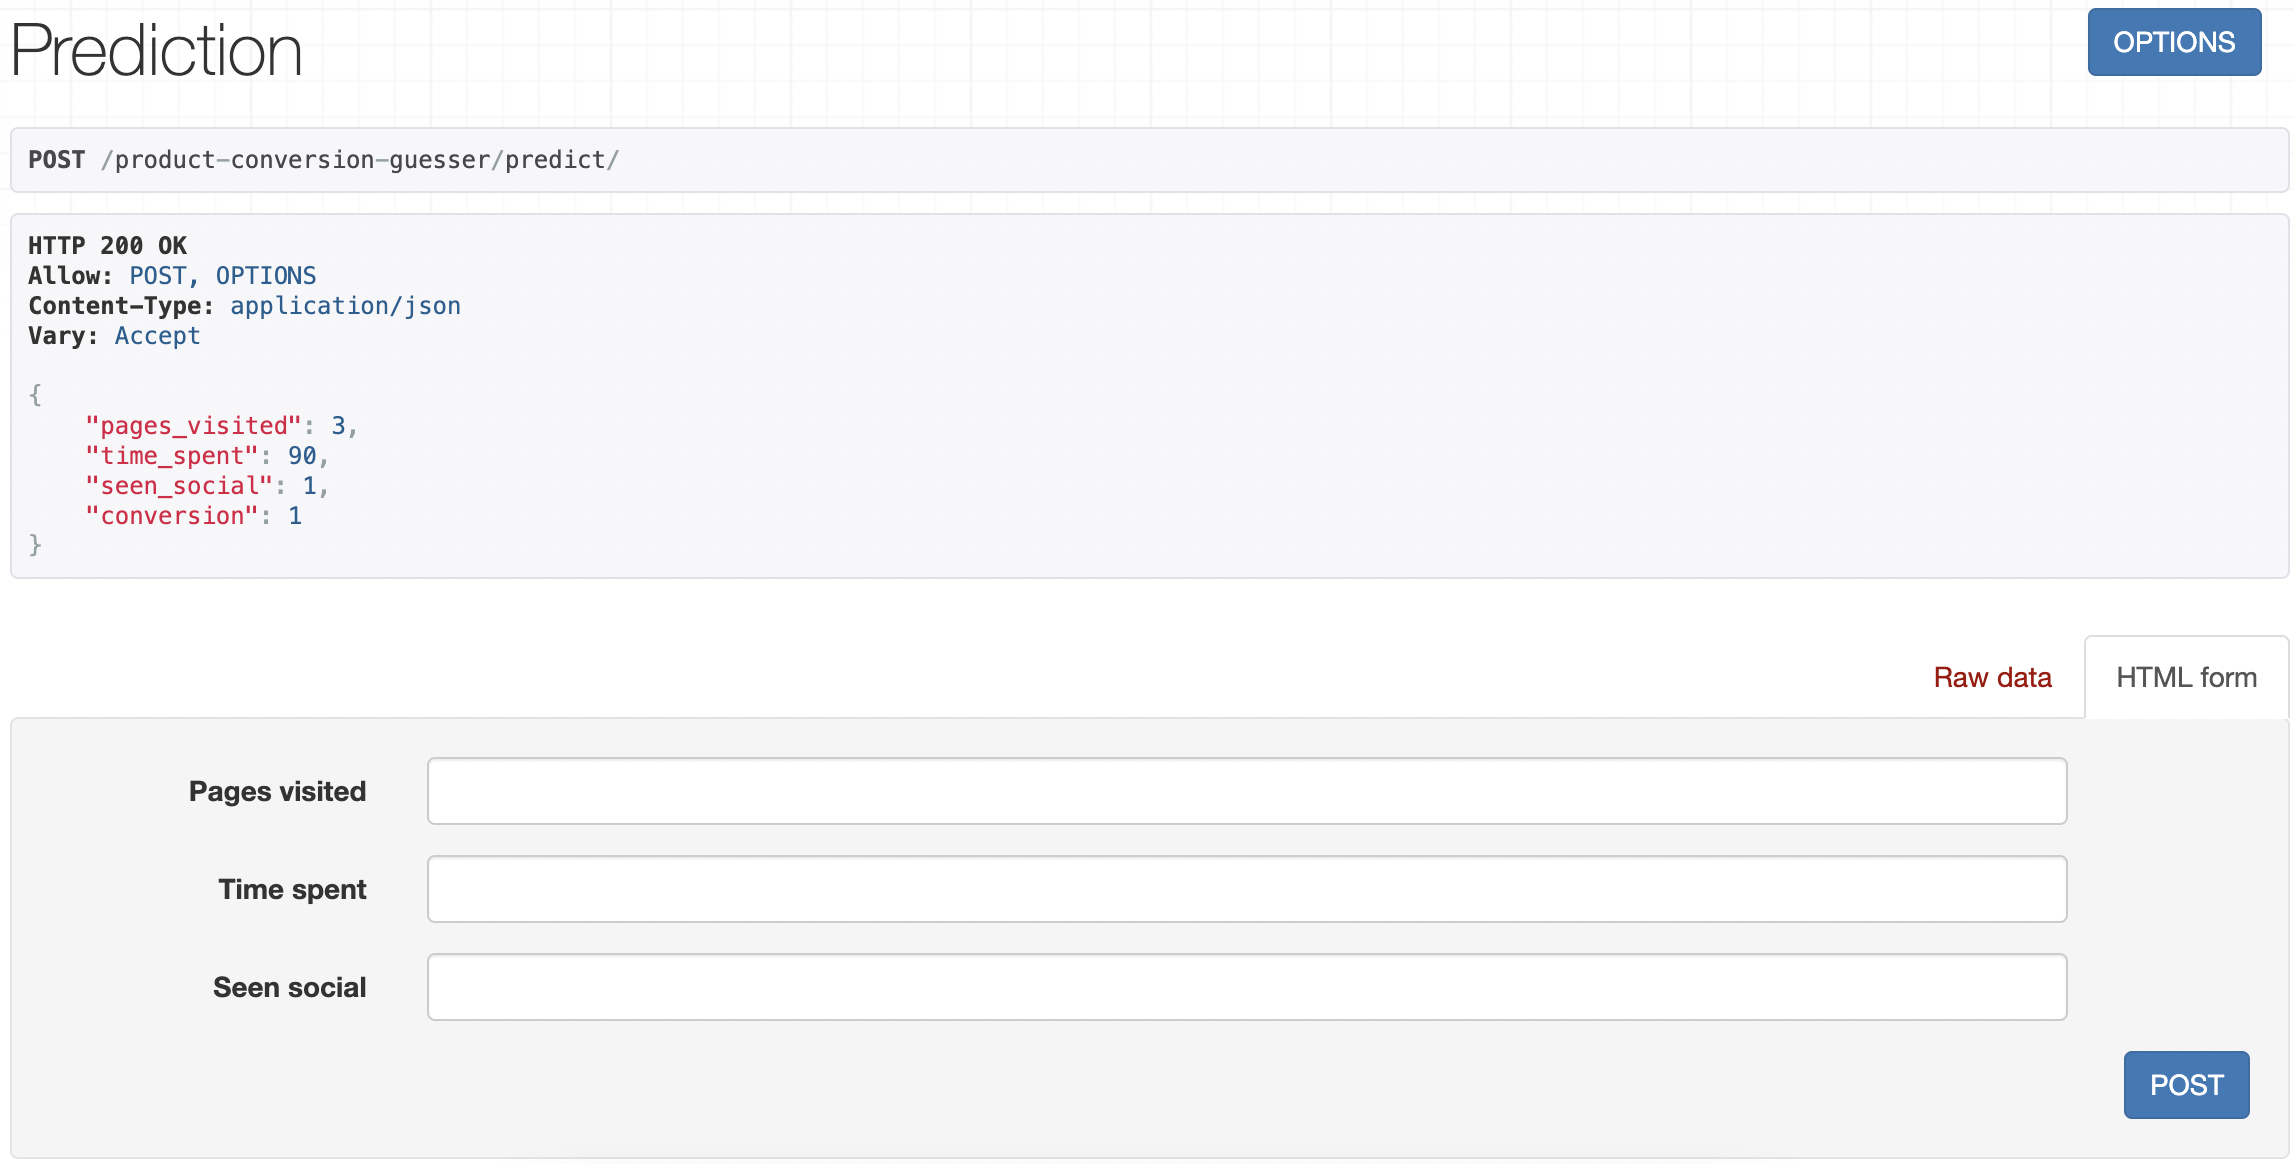 Prediction
OPTIONS
POST /product-conversion-guesser/predict/
HTTP 200 OK
Allow: POST, OPTIONS
Content-Type: application/json
Vary: Accept
{
    "pages_visited": 3,
    "time_spent": 90,
    "seen_social": 1,
    "conversion": 1
}
Raw data
HTML form
Pages visited
Time spent
Seen social
POST